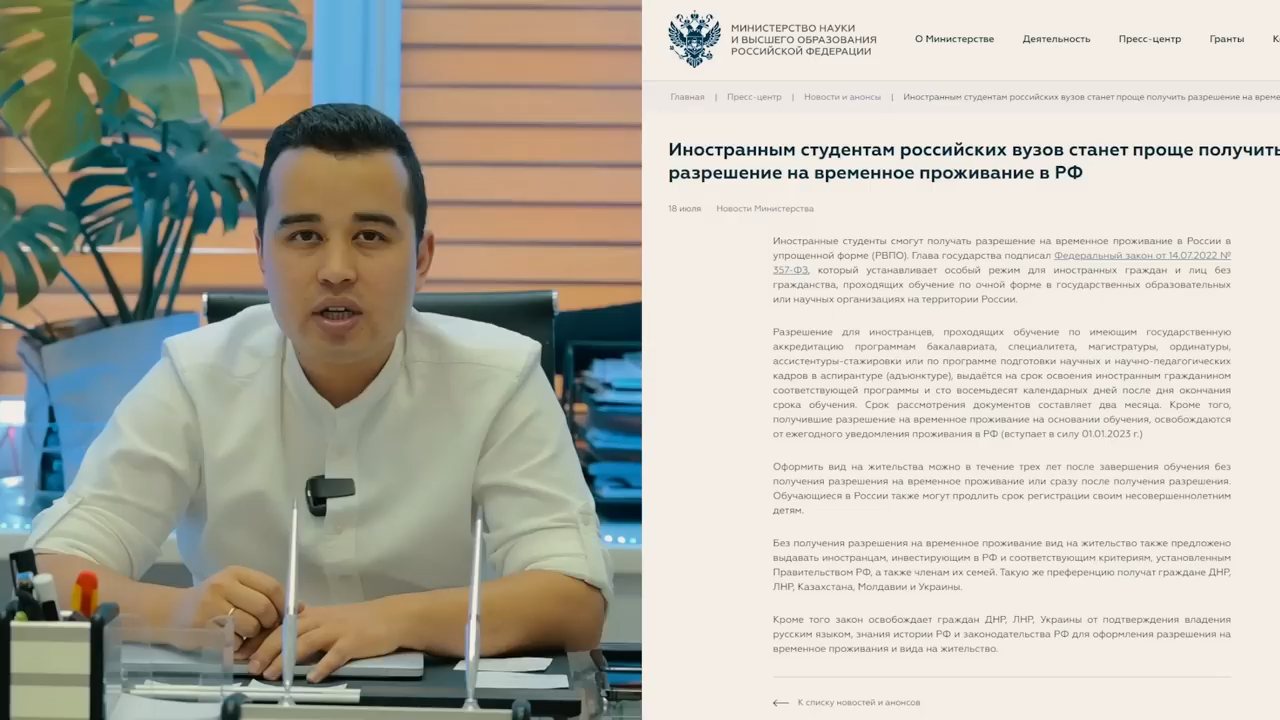 МИНИСТЕРСТВО НАУКИ
И ВЫСШЕГО ОБРАЗОВАНИЯ
РОССИЙСКОЙ ФЕДЕРАЦИИ
О Министерстве Деятельность Пресс-центр Гранты
Главная | Пресс-центр | Новости и анонсы | Иностранным студентам российских вузов станет проще получить разрешение на
Иностранным студентам российских вузов станет проще получить
разрешение на временное проживание в РФ
18 июля Новости Министерства
Иностранные студенты смогут получать разрешение на временное проживание в России в
упрощенной форме (РВПО). Глава государства подписал Федеральный закон от 14.07.2022 №
357-ФЗ, который устанавливает особый режим для иностранных граждан и лиц без
гражданства, проходящих обучение по очной форме в государственных образовательных
или научных организациях на территории России.
Разрешение для иностранцев, проходящих обучение по имеющим государственную
аккредитацию программам бакалавриата, специалитета, магистратуры, ординатуры,
ассистентуры-стажировки или по программе подготовки научных и научно-педагогических
кадров в аспирантуре (адъюнктуре), выдаётся на срок освоения иностранным гражданином
соответствующей программы и сто восемьдесят календарных дней после дня окончания
срока обучения. Срок рассмотрения документов составляет два месяца. Кроме того,
получившие разрешение на временное проживание на основании обучения, освобождаются
от ежегодного уведомления проживания в РФ (вступает в силу 01.01.2023 г.)
Оформить вид на жительства можно в течение трех лет после завершения обучения без
получения разрешения на временное проживание или сразу после получения разрешения.
Обучающиеся в России также могут продлить срок регистрации своим несовершеннолетним
детям.
Без получения разрешения на временное проживание вид на жительство также предложено
выдавать иностранцам, инвестирующим в РФ и соответствующим критериям, установленным
Правительством РФ, а также членам их семей. Такую же преференцию получат граждане ДНР,
ЛНР, Казахстана, Молдавии и Украины.
Кроме того закон освобождает граждан ДНР, ЛНР, Украины от подтверждения владения
русским языком, знания истории РФ и законодательства РФ для оформления разрешения на
временное проживания и вида на жительство.
К списку новостей и анонсов